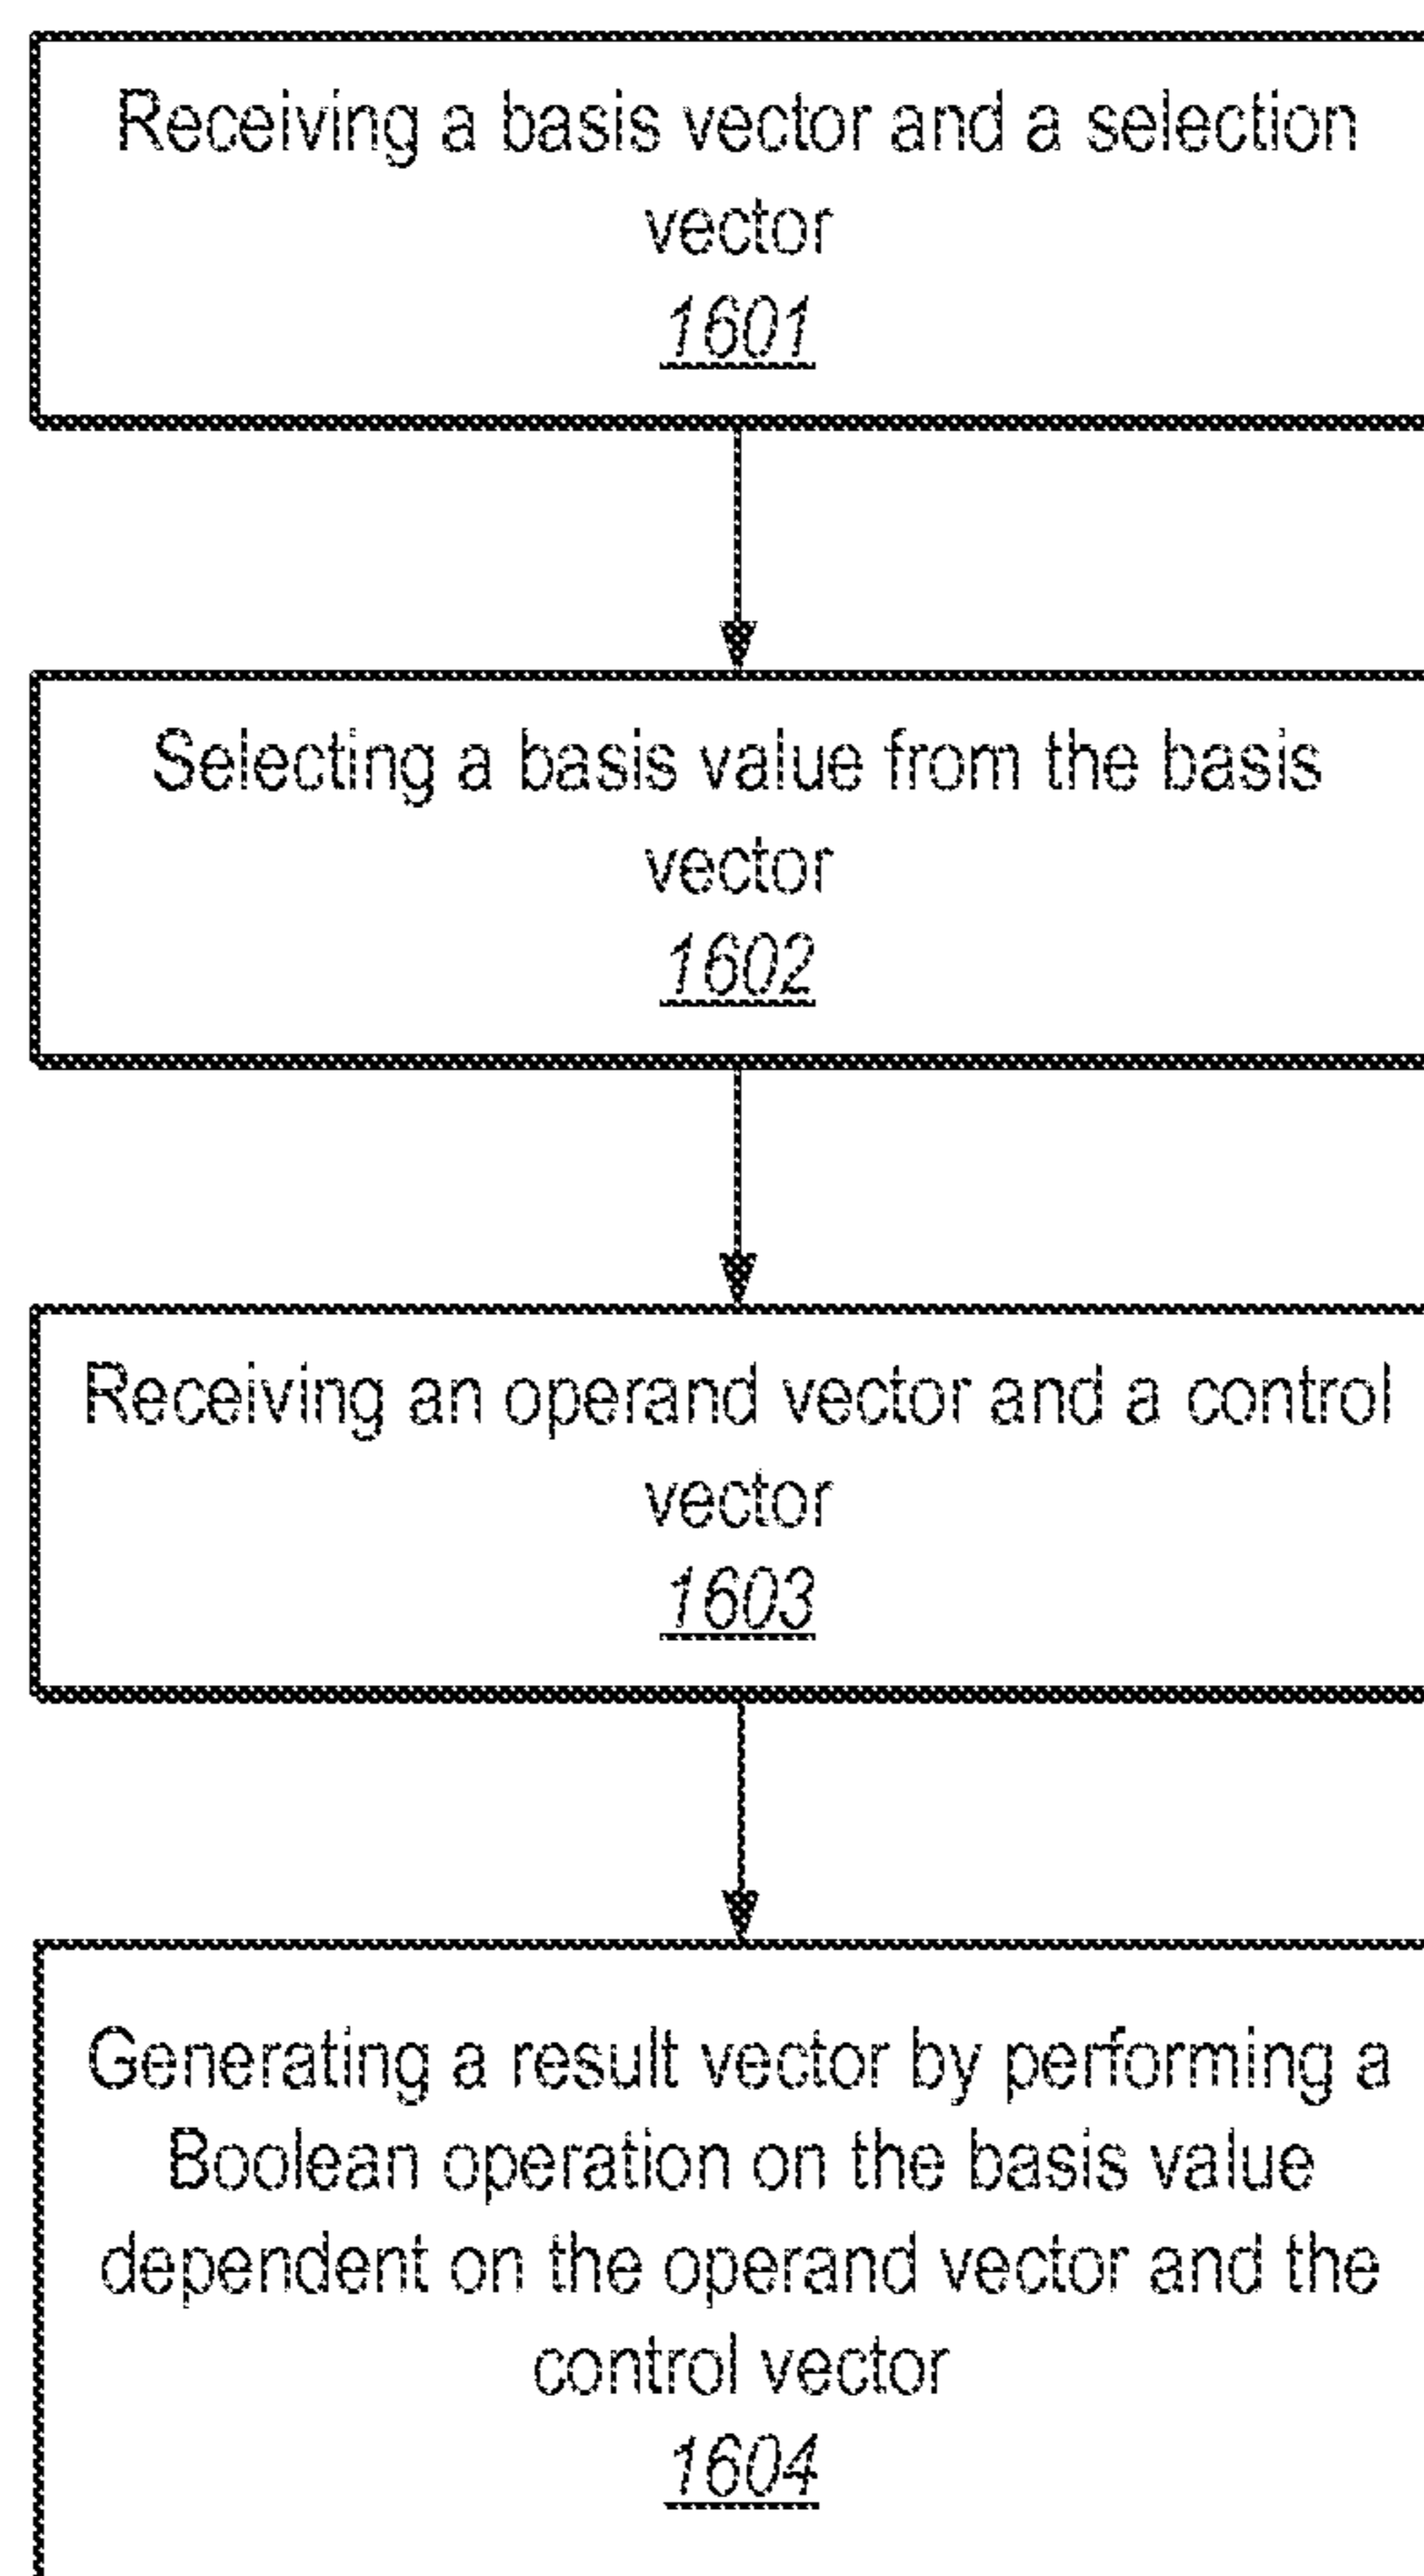 Receiving a basis vector and a selection
vector
1601
Selecting a basis value from the basis
vector
1602
Receiving an operand vector and a control
vector
1603
Generating a result vector by performing a
Boolean operation on the basis value
dependent on the operand vector and the
control vector
1604